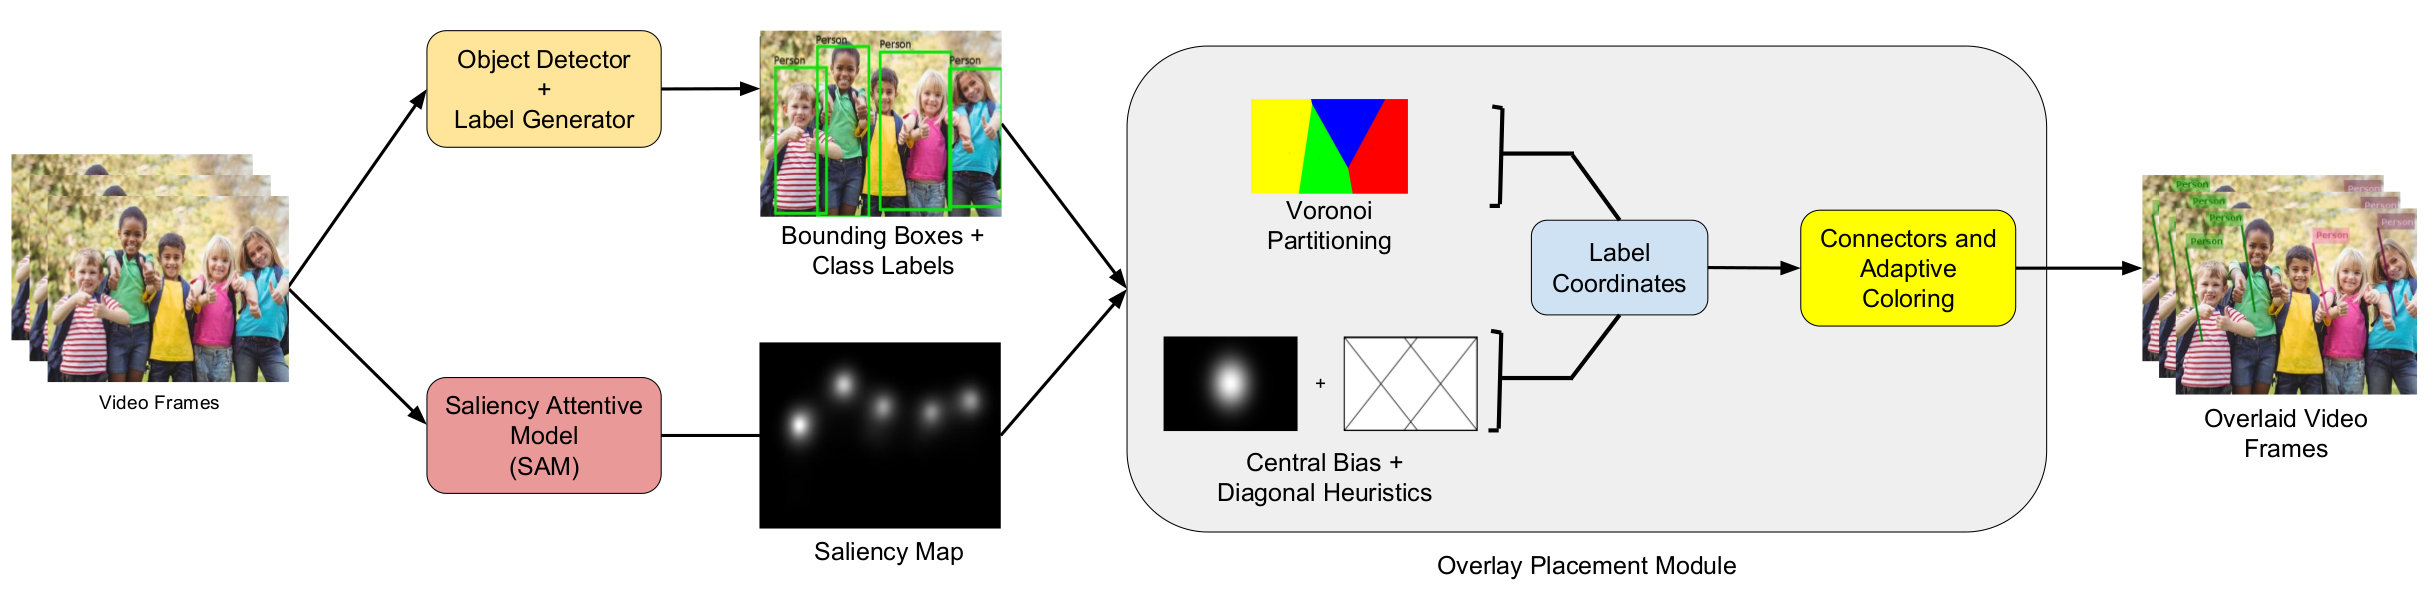 Video Frames
Object Detector
+
Label Generator
Saliency Attentive
Model
(SAM)
Person
Person
Person
Person
Bounding Boxes +
Class Labels
Saliency Map
Voronoi
Partitioning
+
Central Bias +
Diagonal Heuristics
Label
Coordinates
Connectors and
Adaptive
Coloring
Overlay Placement Module
Person
Person
Person
Person
Person
Person
Person
Person
Overlaid Video
Frames